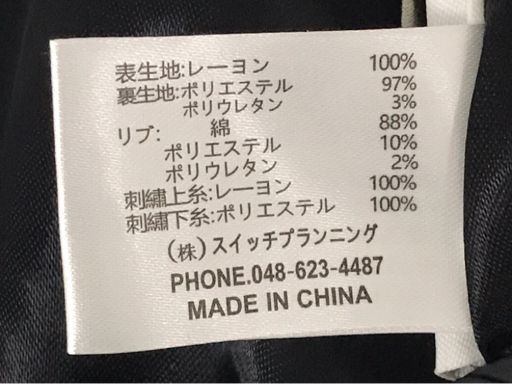 表生地:レーヨン 100%
裏生地:ポリエステル 97%
ポリウレタン 3%
リブ: 綿 88%
ポリエステル 10%
ポリウレタン 2%
刺繍上糸:レーヨン 100%
刺繍下糸:ポリエステル 100%
(株)スイッチプランニング
PHONE.048-623-4487
MADE IN CHINA